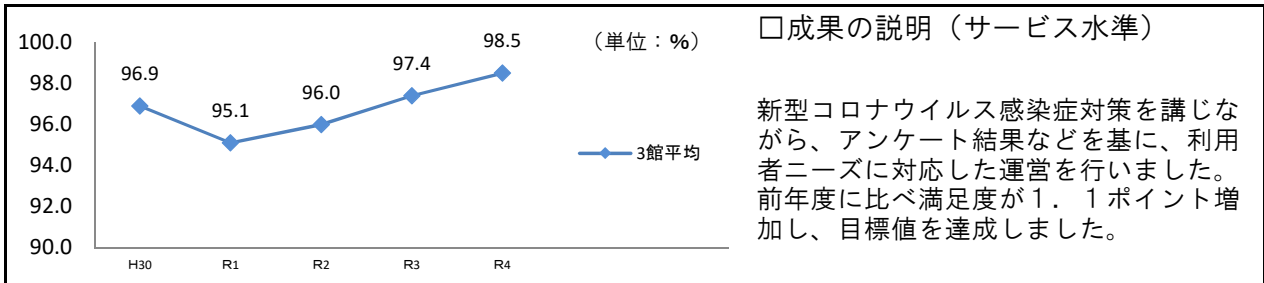 100.0
98.0
96.0
94.0
92.0
90.0
96.9
95.1
96.0
97.4
98.5
（単位：%）
3館平均
H30
R1
R2
R3
R4
□成果の説明（サービス水準）
新型コロナウイルス感染症対策を講じな
がら、アンケート結果などを基に、利用
者ニーズに対応した運営を行いました。
前年度に比べ満足度が１．１ポイント増
加し、目標値を達成しました。